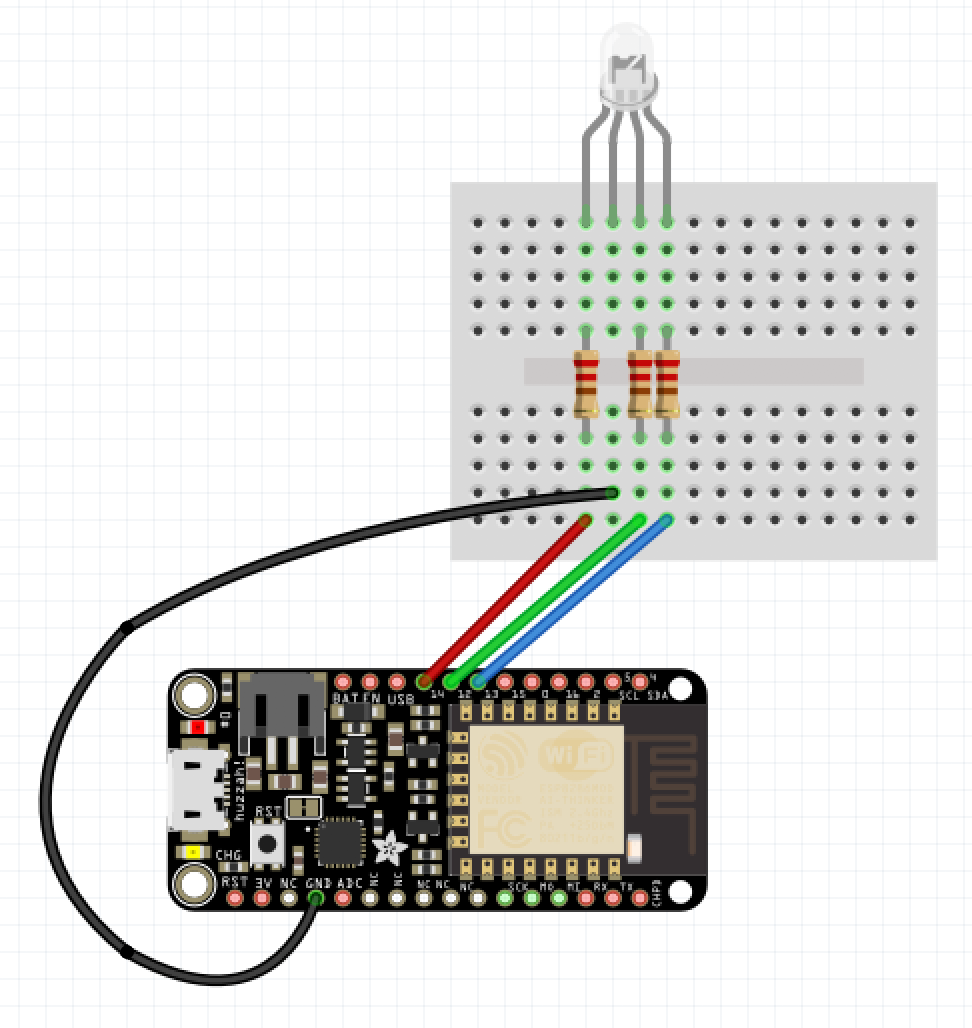 BAT EN USB 14 12 13 15 0 16 2 SCL SDA
5 4
huzzah!
WiFi
FC
RST
CHG
RST 3V NC GND ADC NC NC NC NC NC SCK MO MI RX TX
CHPD